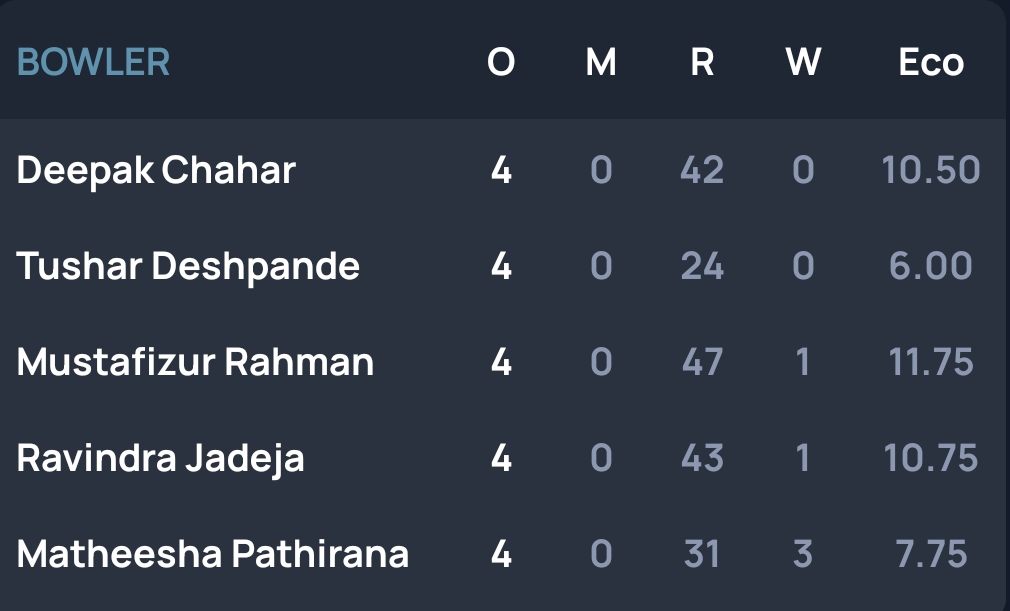 BOWLER O M R W Eco
Deepak Chahar 4 0 42 0 10.50
Tushar Deshpande 4 0 24 0 6.00
Mustafizur Rahman 4 0 47 1 11.75
Ravindra Jadeja 4 0 43 1 10.75
Matheesha Pathirana 4 0 31 3 7.75